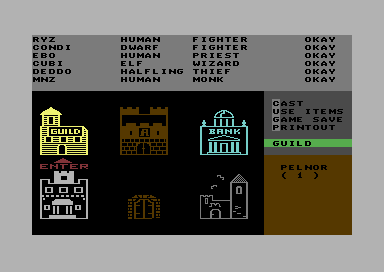 RYZ HUMAN FIGHTER OKAY
CONDI DWARF FIGHTER OKAY
EBO HUMAN PRIEST OKAY
CUBI ELF WIZARD OKAY
DEDDO HALFLING THIEF OKAY
MNZ HUMAN MONK OKAY
CAST
USE ITEMS
GAME SAVE
PRINTOUT
GUILD
GUILD
A
BANK
ENTER
PELNOR
( 1 )